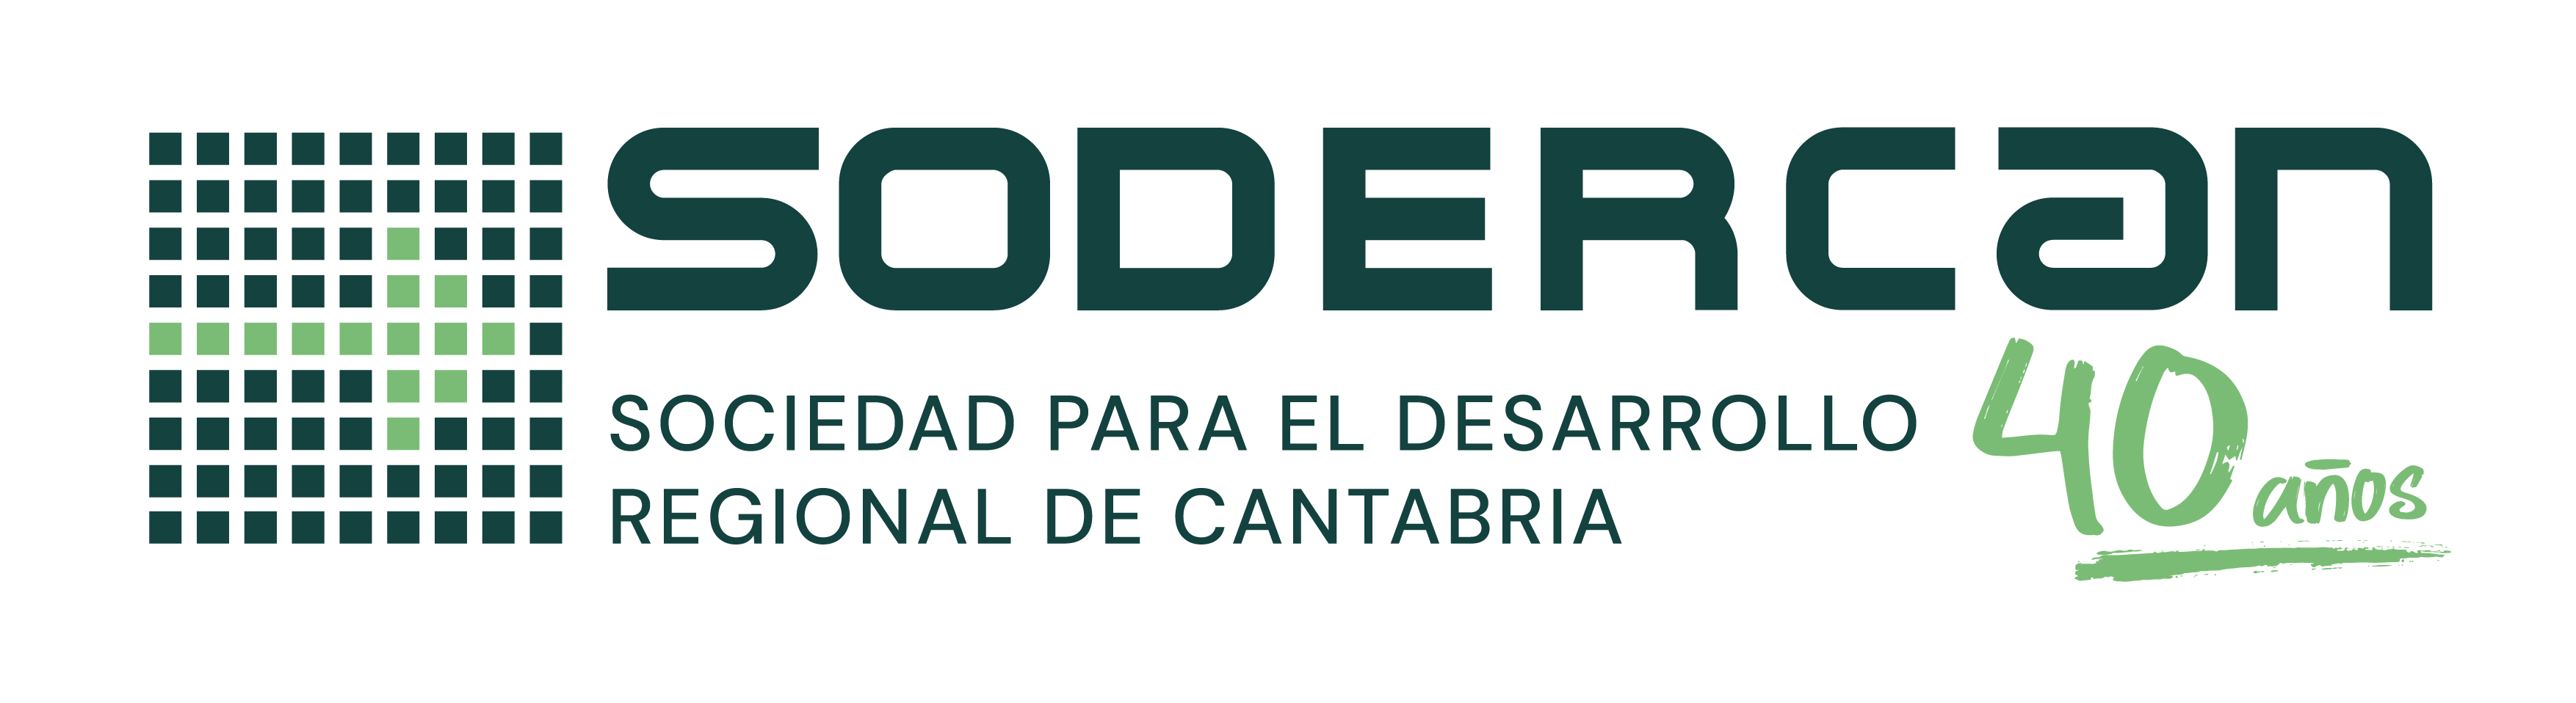 SODERCAN
SOCIEDAD PARA EL DESARROLLO
REGIONAL DE CANTABRIA
40 años